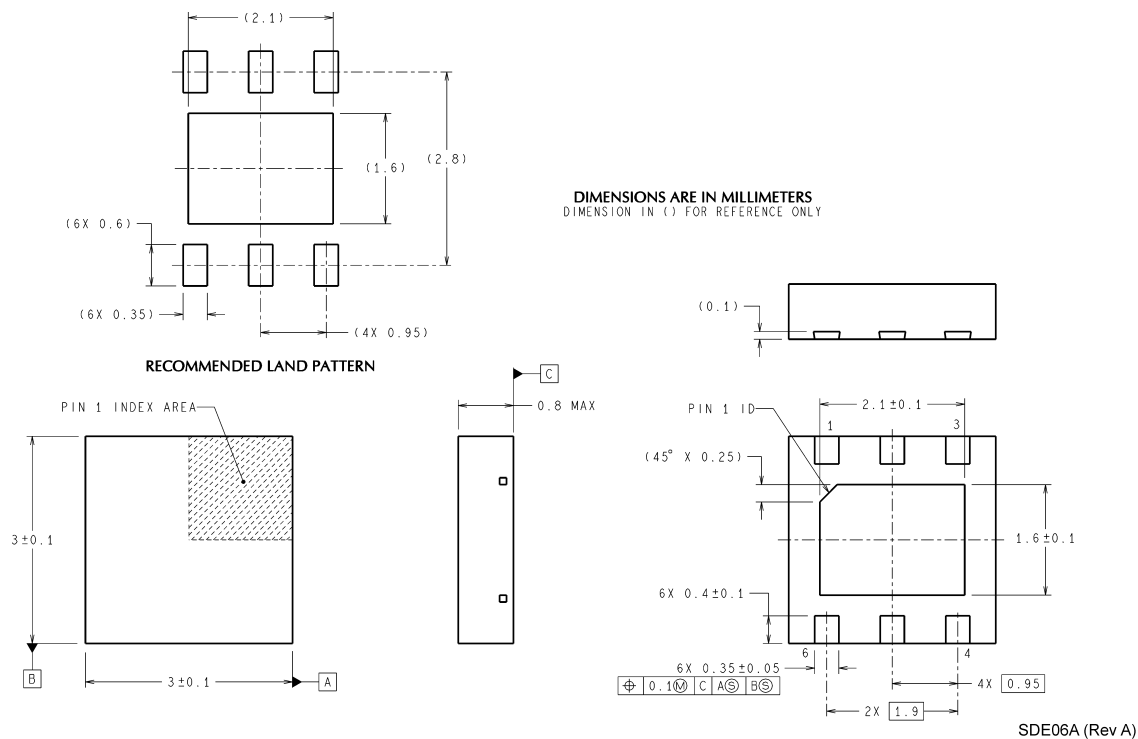 (2.1)
(1.6)
(2.8)
(6X 0.6)
(6X 0.35)
(4X 0.95)
RECOMMENDED LAND PATTERN
DIMENSIONS ARE IN MILLIMETERS
DIMENSION IN () FOR REFERENCE ONLY
(0.1)
PIN 1 INDEX AREA
3±0.1
B
3±0.1
A
C
0.8 MAX
PIN 1 ID
2.1±0.1
1
3
(45° X 0.25)
1.6±0.1
6X 0.4±0.1
6
4
6X 0.35±0.05
⌖ 0.1Ⓜ C AⓈ BⓈ
4X 0.95
2X 1.9
SDE06A (Rev A)